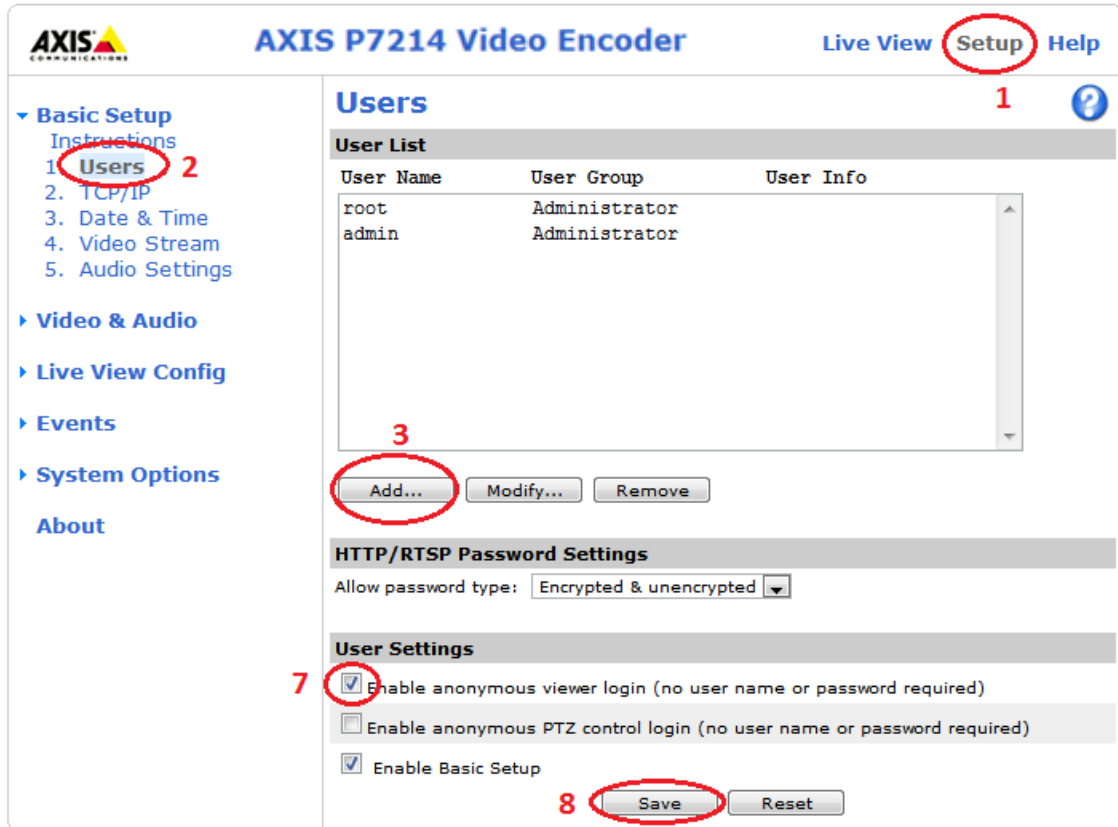 AXIS
COMMUNICATIONS
AXIS P7214 Video Encoder
Live View Setup Help
1
Basic Setup
Instructions
1. Users 2
2. TCP/IP
3. Date & Time
4. Video Stream
5. Audio Settings
Video & Audio
Live View Config
Events
System Options
About
Users
?
User List
User Name User Group User Info
root Administrator
admin Administrator
3
Add... Modify... Remove
HTTP/RTSP Password Settings
Allow password type: Encrypted & unencrypted
User Settings
7 Enable anonymous viewer login (no user name or password required)
Enable anonymous PTZ control login (no user name or password required)
Enable Basic Setup
8 Save Reset